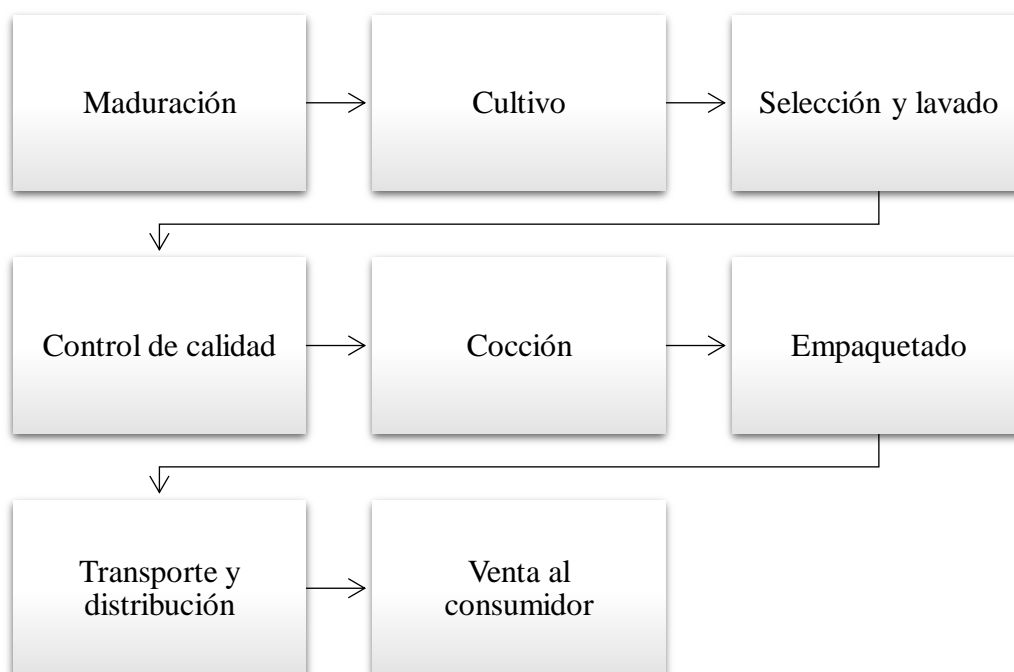 Maduración
Cultivo
Selección y lavado
Control de calidad
Cocción
Empaquetado
Transporte y
distribución
Venta al
consumidor